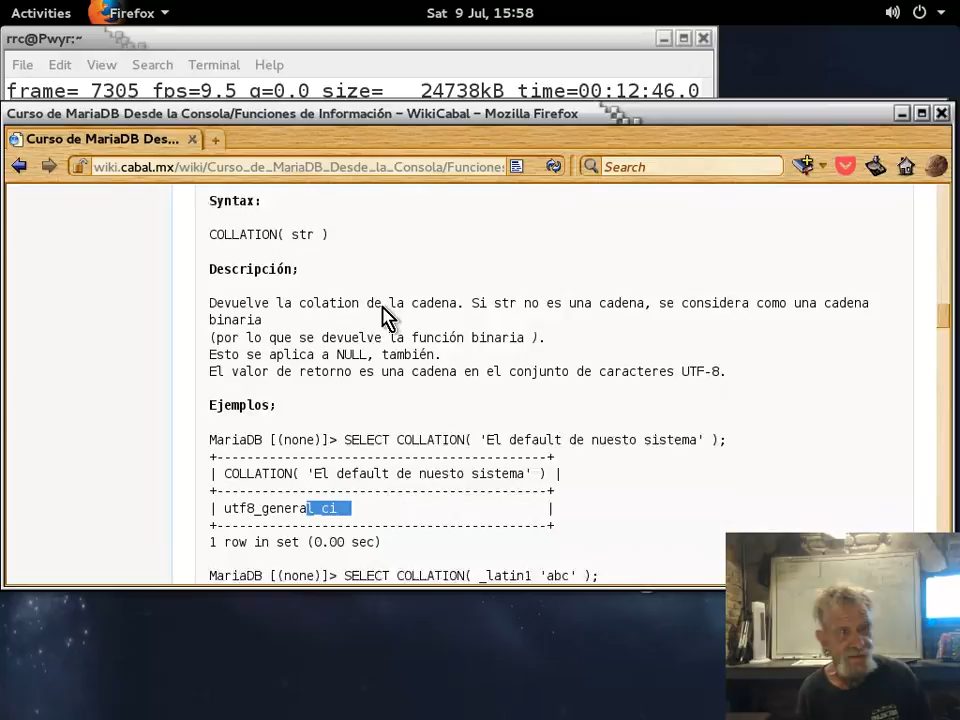 Activities Firefox Sat 9 Jul, 15:58
rrc@Pwyr:~
File Edit View Search Terminal Help
frame= 7305 fps=9.5 q=0.0 size= 24738kB time=00:12:46.0
Curso de MariaDB Desde la Consola/Funciones de Información – WikiCabal – Mozilla Firefox
Curso de MariaDB Des...
wiki.cabal.mx/wiki/Curso_de_MariaDB_Desde_la_Consola/Funcione: Search
Syntax:
COLLATION( str )
Descripción;
Devuelve la colation de la cadena. Si str no es una cadena, se considera como una cadena
binaria
(por lo que se devuelve la función binaria ).
Esto se aplica a NULL, también.
El valor de retorno es una cadena en el conjunto de caracteres UTF-8.
Ejemplos;
MariaDB [(none)]> SELECT COLLATION( 'El default de nuesto sistema' );
+-------------------------------------------+
| COLLATION( 'El default de nuesto sistema' ) |
+-------------------------------------------+
| utf8_general_ci |
+-------------------------------------------+
1 row in set (0.00 sec)
MariaDB [(none)]> SELECT COLLATION( _latin1 'abc' );